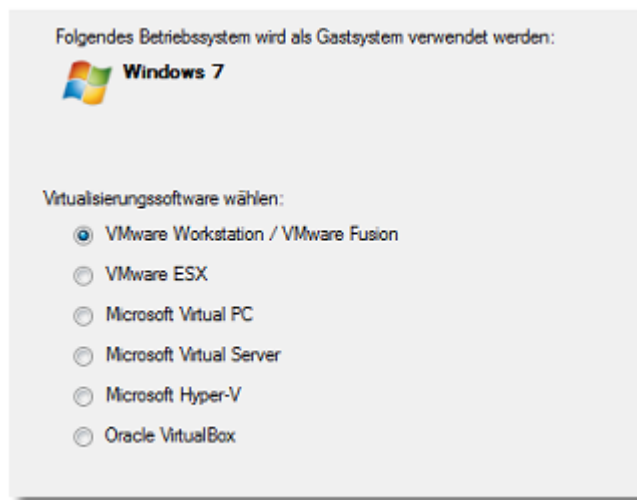 Folgendes Betriebssystem wird als Gastsystem verwendet werden:
Windows 7
Virtualisierungssoftware wählen:
VMware Workstation / VMware Fusion
VMware ESX
Microsoft Virtual PC
Microsoft Virtual Server
Microsoft Hyper-V
Oracle VirtualBox